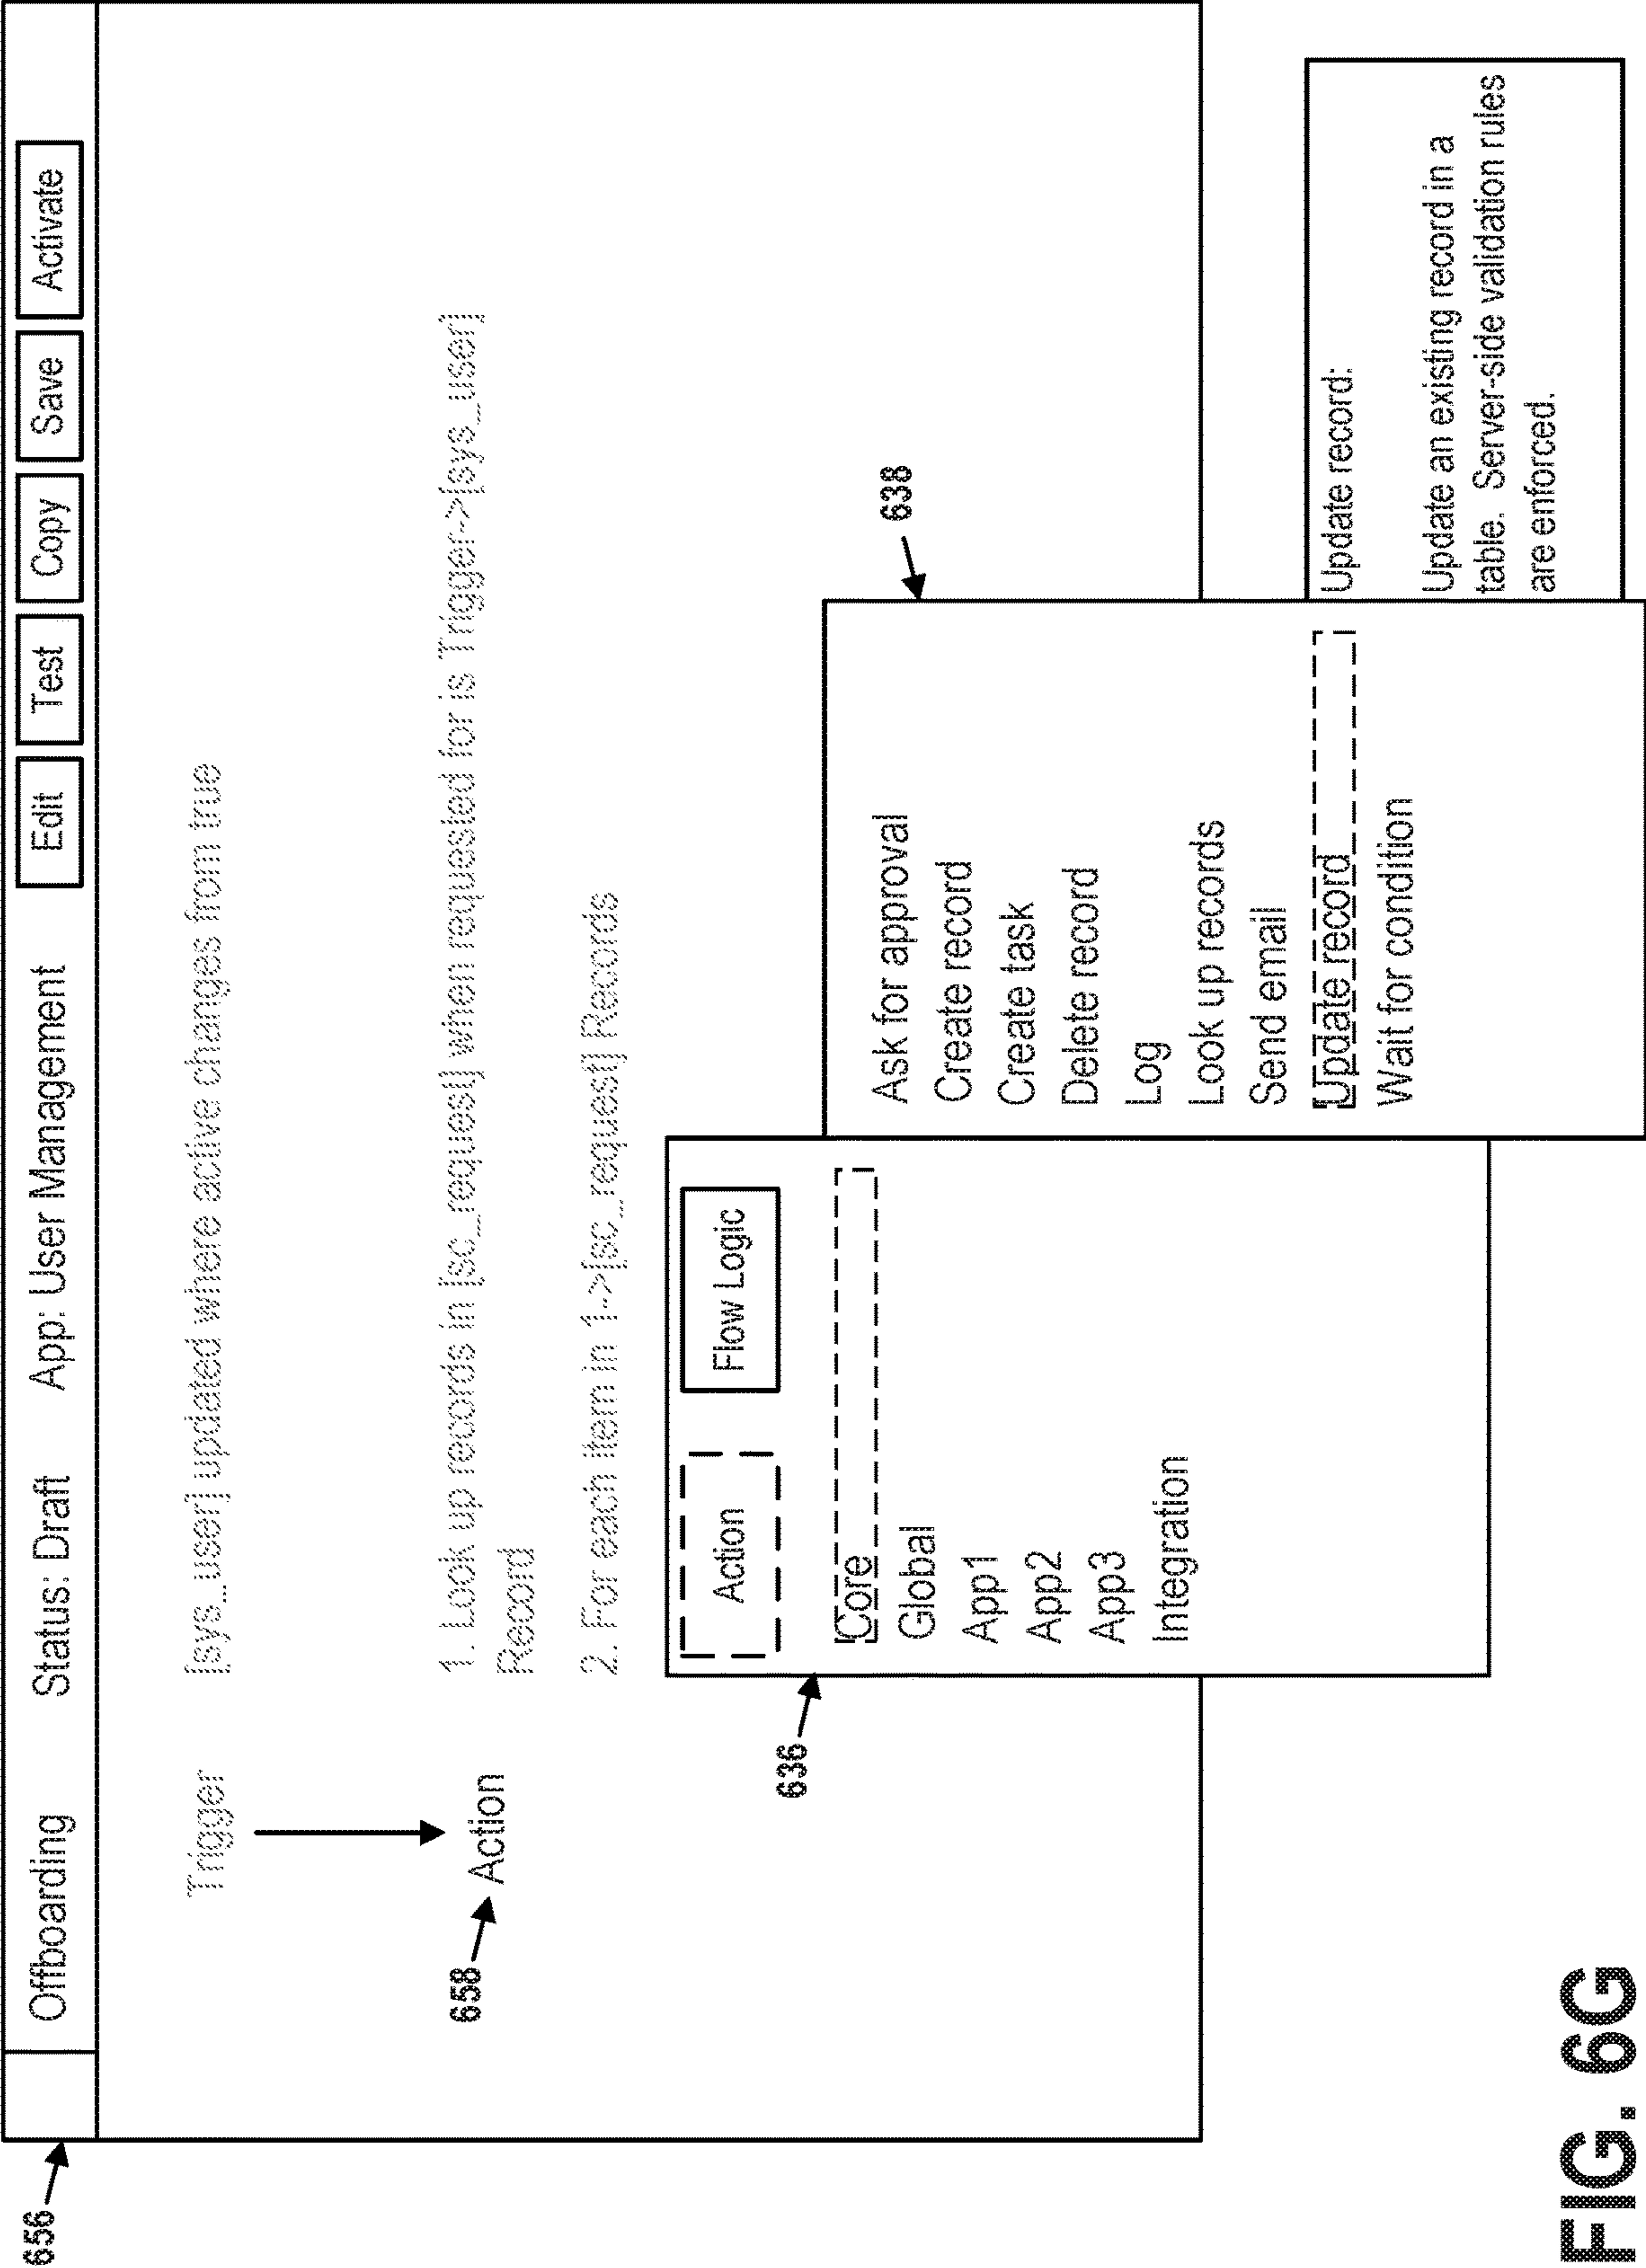 656
Offboarding Status: Draft App: User Management Edit Test Copy Save Activate
Trigger [sys_user] updated where active changes from true
658
Action
1. Look up records in [sc_request] when requested for is Trigger->[sys_user]
Record
2. For each item in 1->[sc_request] Records
636
Action Flow Logic
Core
Global
App1
App2
App3
Integration
638
Ask for approval
Create record
Create task
Delete record
Log
Look up records
Send email
Update record
Wait for condition
Update record:
Update an existing record in a
table. Server-side validation rules
are enforced.
FIG. 6G